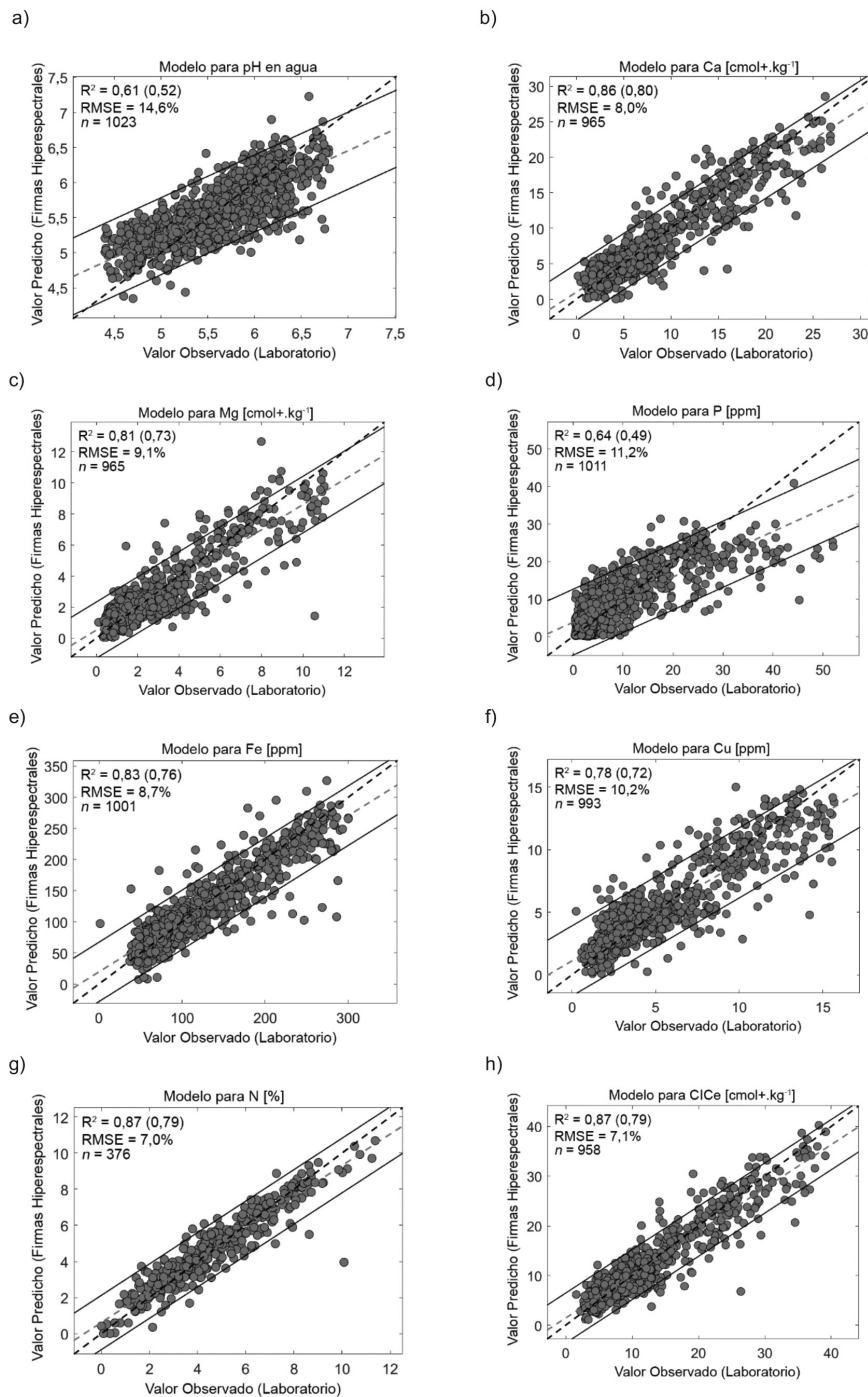 a)
Modelo para pH en agua
R² = 0,61 (0,52)
RMSE = 14,6%
n = 1023
Valor Predicho (Firmas Hiperespectrales)
7,5
7
6,5
6
5,5
5
4,5
4,5 5 5,5 6 6,5 7 7,5
Valor Observado (Laboratorio)
b)
Modelo para Ca [cmol+.kg⁻¹]
R² = 0,86 (0,80)
RMSE = 8,0%
n = 965
Valor Predicho (Firmas Hiperespectrales)
30
25
20
15
10
5
0
0 5 10 15 20 25 30
Valor Observado (Laboratorio)
c)
Modelo para Mg [cmol+.kg⁻¹]
R² = 0,81 (0,73)
RMSE = 9,1%
n = 965
Valor Predicho (Firmas Hiperespectrales)
12
10
8
6
4
2
0
0 2 4 6 8 10 12
Valor Observado (Laboratorio)
d)
Modelo para P [ppm]
R² = 0,64 (0,49)
RMSE = 11,2%
n = 1011
Valor Predicho (Firmas Hiperespectrales)
50
40
30
20
10
0
0 10 20 30 40 50
Valor Observado (Laboratorio)
e)
Modelo para Fe [ppm]
R² = 0,83 (0,76)
RMSE = 8,7%
n = 1001
Valor Predicho (Firmas Hiperespectrales)
350
300
250
200
150
100
50
0
0 100 200 300
Valor Observado (Laboratorio)
f)
Modelo para Cu [ppm]
R² = 0,78 (0,72)
RMSE = 10,2%
n = 993
Valor Predicho (Firmas Hiperespectrales)
15
10
5
0
0 5 10 15
Valor Observado (Laboratorio)
g)
Modelo para N [%]
R² = 0,87 (0,79)
RMSE = 7,0%
n = 376
Valor Predicho (Firmas Hiperespectrales)
12
10
8
6
4
2
0
0 2 4 6 8 10 12
Valor Observado (Laboratorio)
h)
Modelo para CICe [cmol+.kg⁻¹]
R² = 0,87 (0,79)
RMSE = 7,1%
n = 958
Valor Predicho (Firmas Hiperespectrales)
40
30
20
10
0
0 10 20 30 40
Valor Observado (Laboratorio)